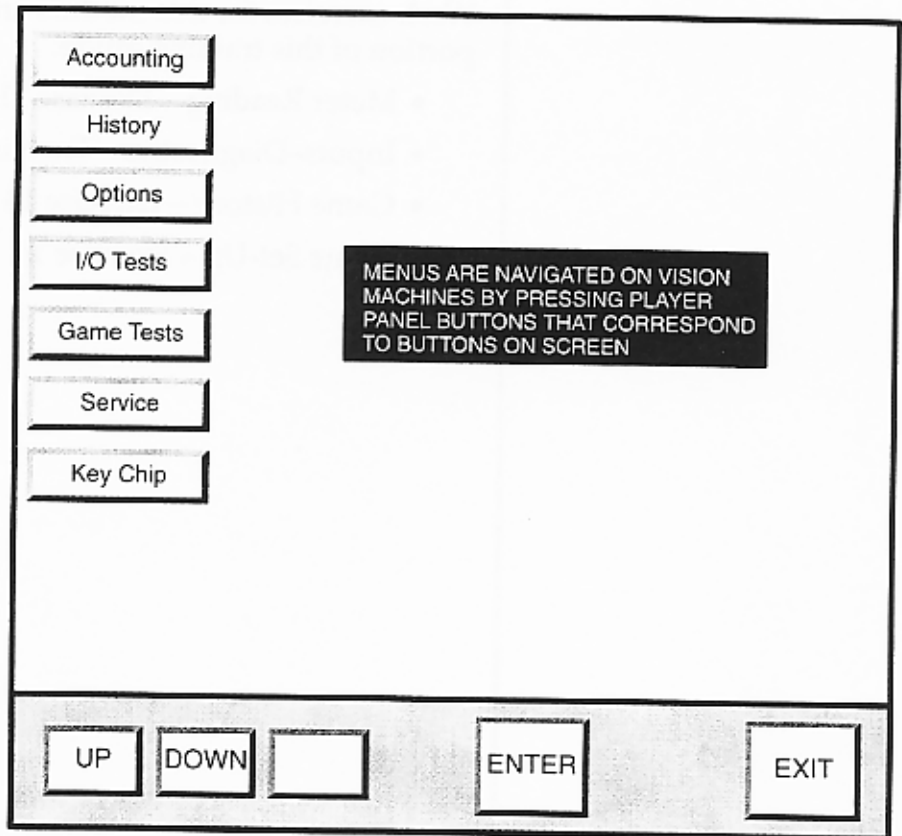 Accounting
History
Options
I/O Tests
Game Tests
Service
Key Chip
MENUS ARE NAVIGATED ON VISION
MACHINES BY PRESSING PLAYER
PANEL BUTTONS THAT CORRESPOND
TO BUTTONS ON SCREEN
UP
DOWN
ENTER
EXIT